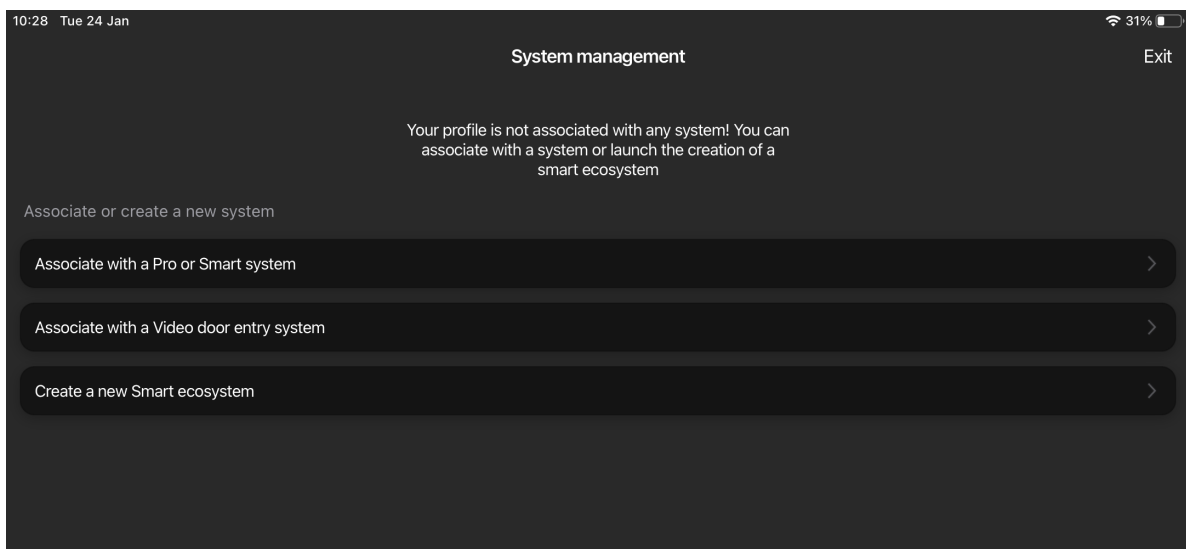 10:28 Tue 24 Jan
31%
System management
Exit
Your profile is not associated with any system! You can
associate with a system or launch the creation of a
smart ecosystem
Associate or create a new system
Associate with a Pro or Smart system
Associate with a Video door entry system
Create a new Smart ecosystem